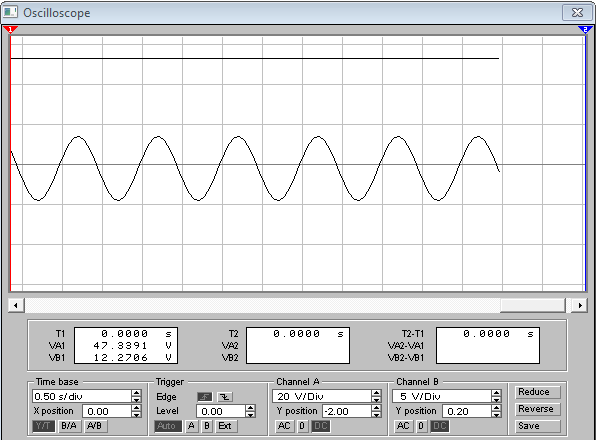 Oscilloscope
1 2
T1 0.0000 s T2 0.0000 s T2-T1 0.0000 s
VA1 47.3391 V VA2 VA2-VA1
VB1 12.2706 V VB2 VB2-VB1
Time base Trigger Channel A Channel B
0.50 s/div Edge 20 V/Div 5 V/Div Reduce
X position 0.00 Level 0.00 Y position -2.00 Y position 0.20 Reverse
Y/T B/A A/B Auto A B Ext AC 0 DC AC 0 DC Save